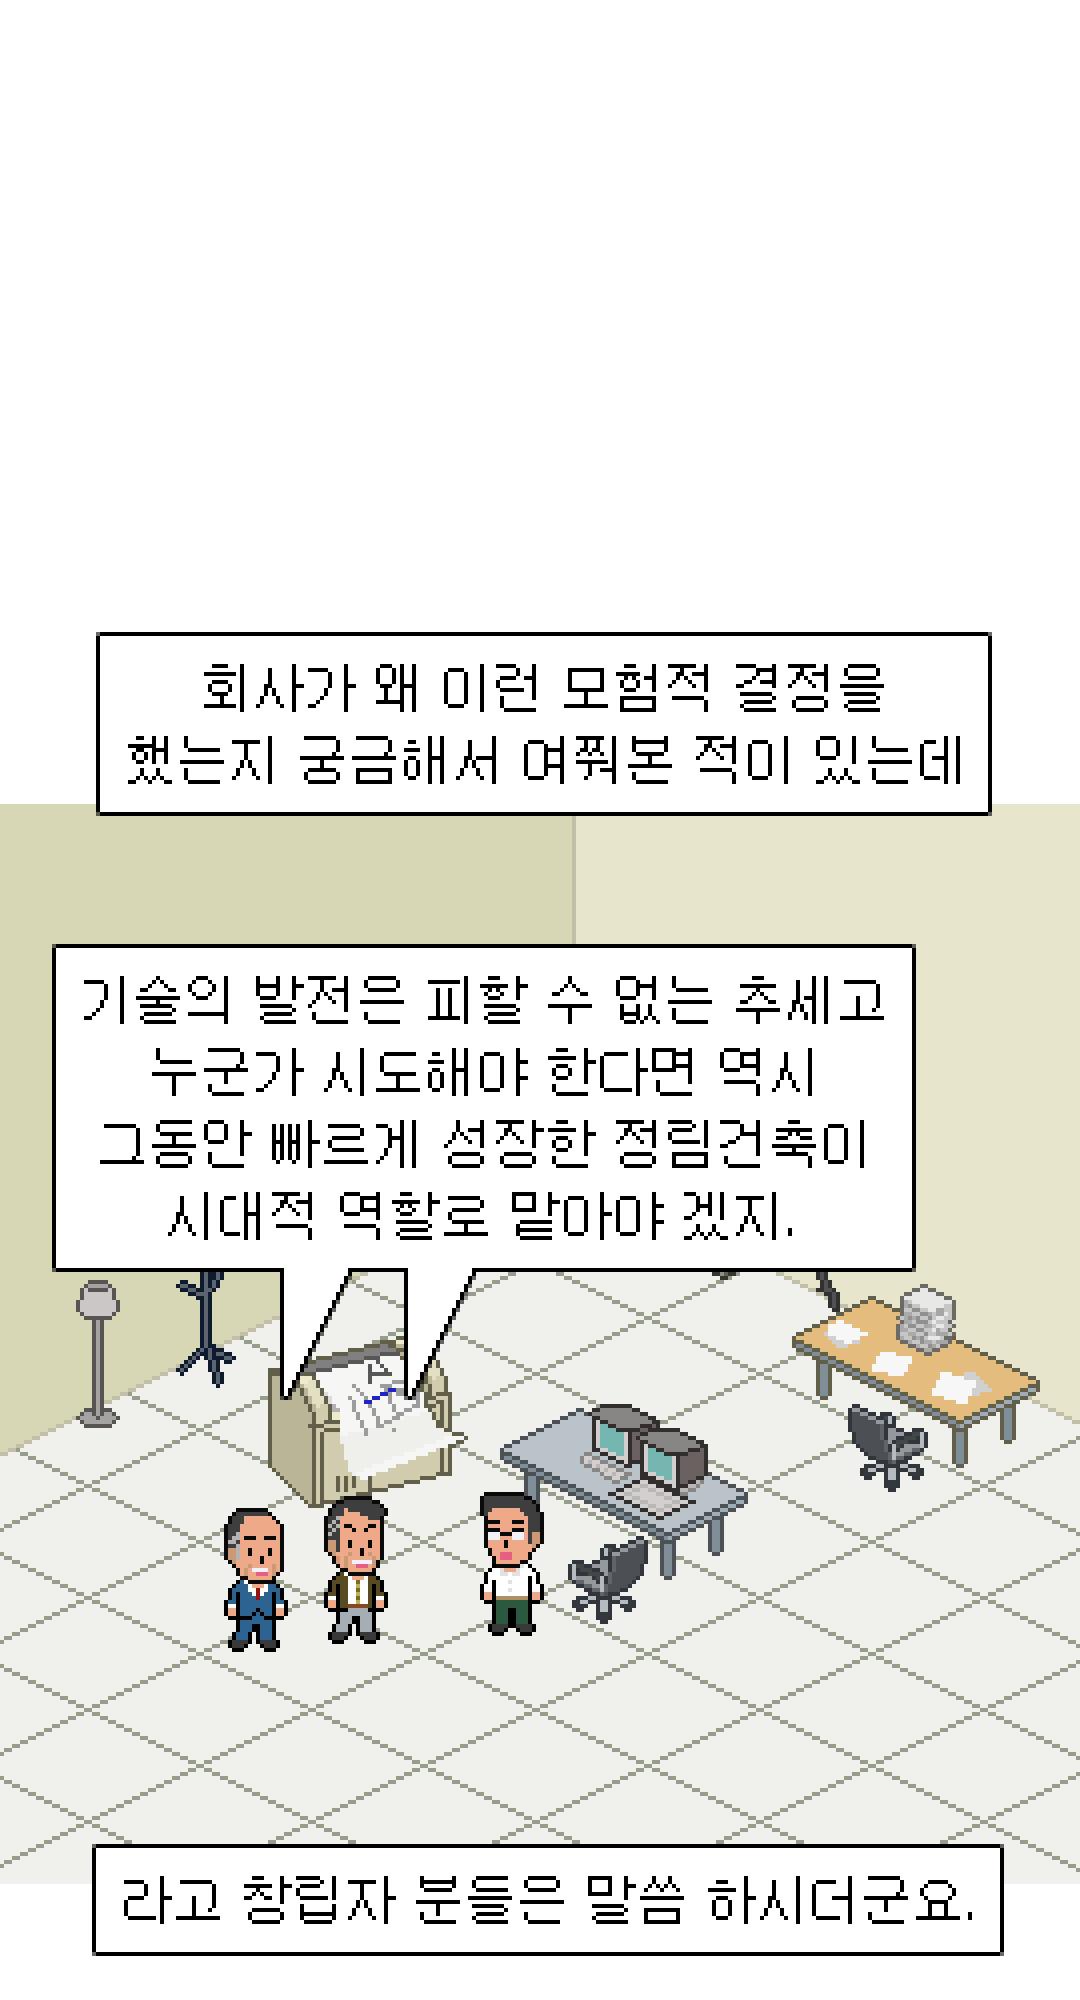 회사가 왜 이런 모험적 결정을
했는지 궁금해서 여쭤본 적이 있는데
기술의 발전은 피할 수 없는 추세고
누군가 시도해야 한다면 역시
그동안 빠르게 성장한 정림건축이
시대적 역할로 맡아야 겠지.
라고 창립자 분들은 말씀 하시더군요.